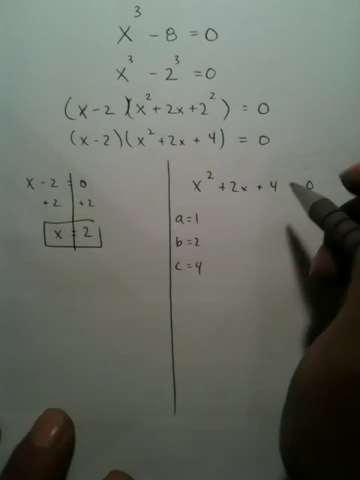 x³ - 8 = 0
x³ - 2³ = 0
(x-2)(x²+2x+2²) = 0
(x-2)(x²+2x+4) = 0
x-2 = 0
+2 +2
x = 2
x²+2x+4 0
a=1
b=2
c=4